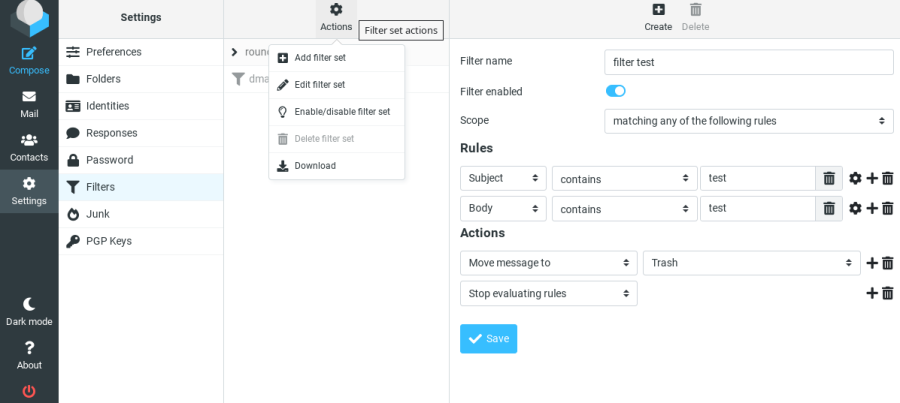 Settings
Actions
Filter set actions
Create
Delete
Compose
Mail
Contacts
Settings
Dark mode
About
Preferences
Folders
Identities
Responses
Password
Filters
Junk
PGP Keys
Add filter set
Edit filter set
Enable/disable filter set
Delete filter set
Download
Filter name
filter test
Filter enabled
Scope
matching any of the following rules
Rules
Subject contains test
Body contains test
Actions
Move message to Trash
Stop evaluating rules
Save